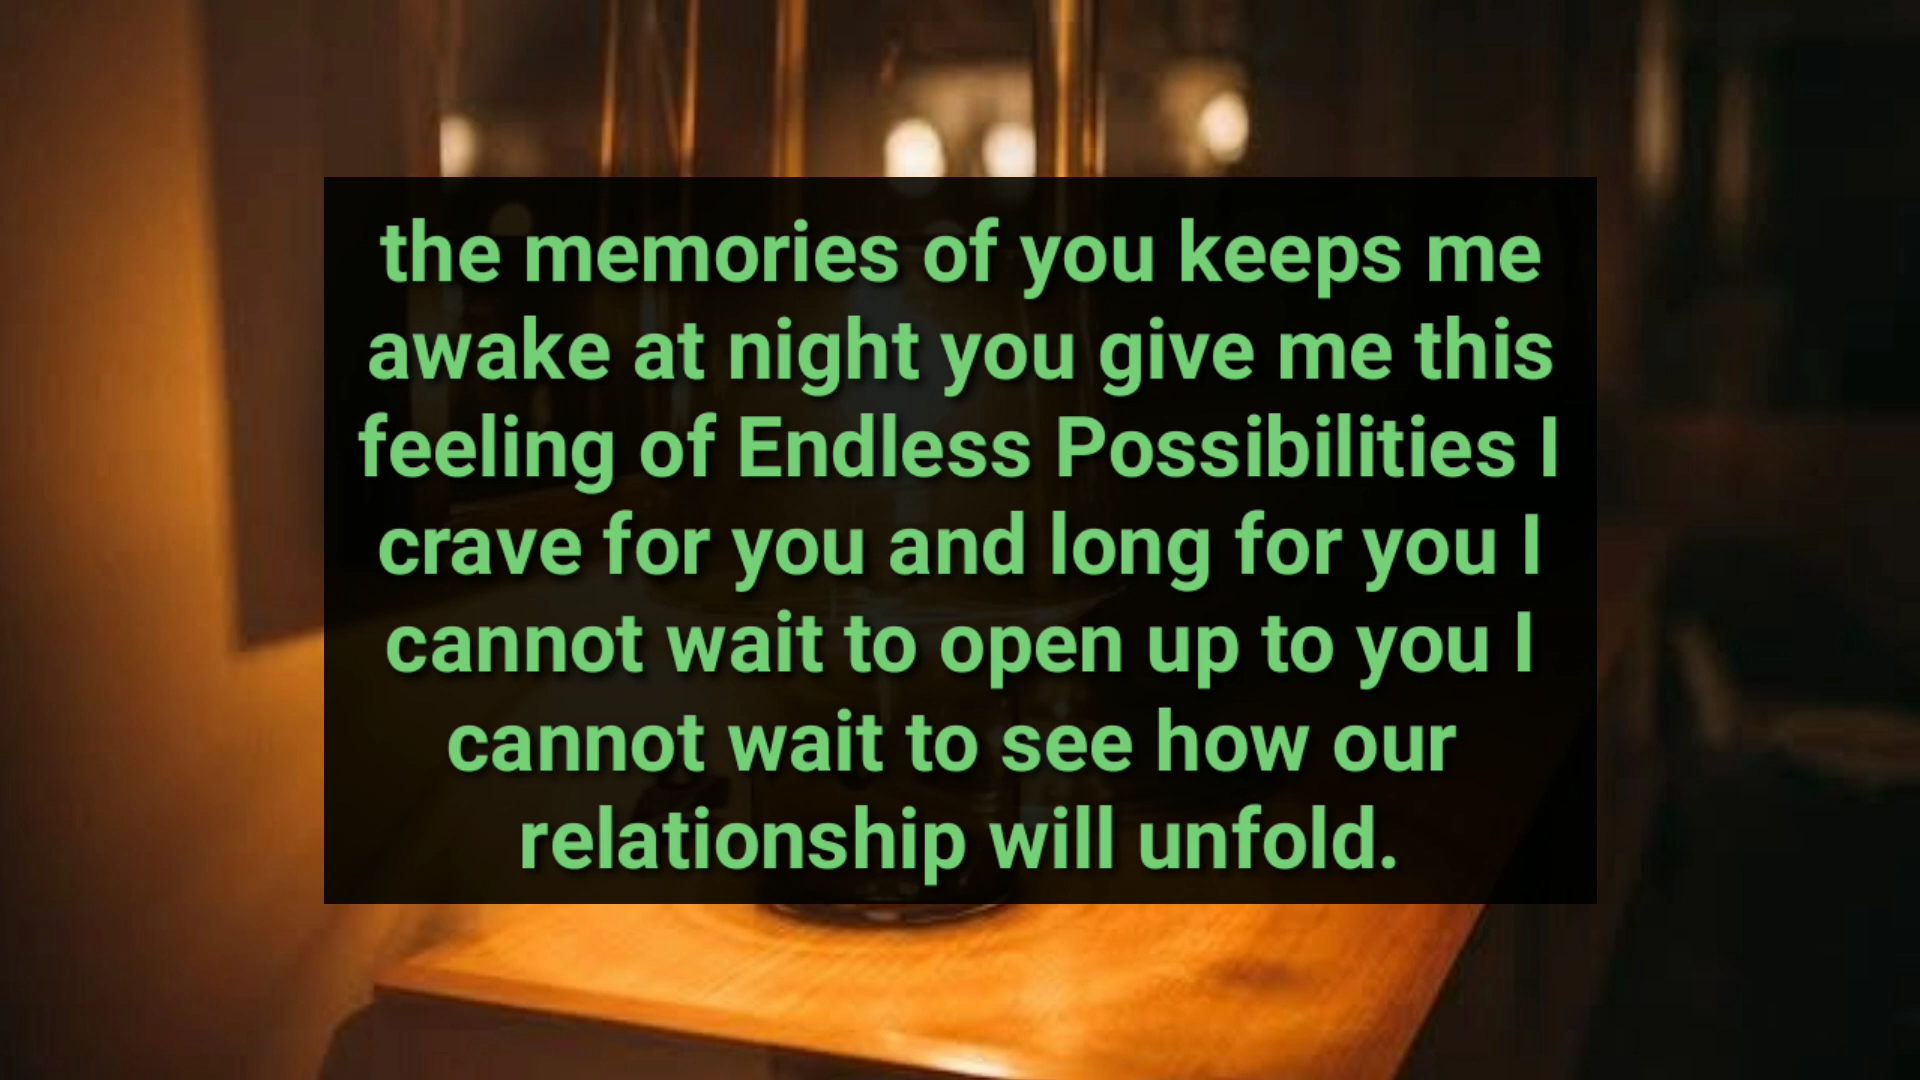 the memories of you keeps me
awake at night you give me this
feeling of Endless Possibilities I
crave for you and long for you I
cannot wait to open up to you I
cannot wait to see how our
relationship will unfold.